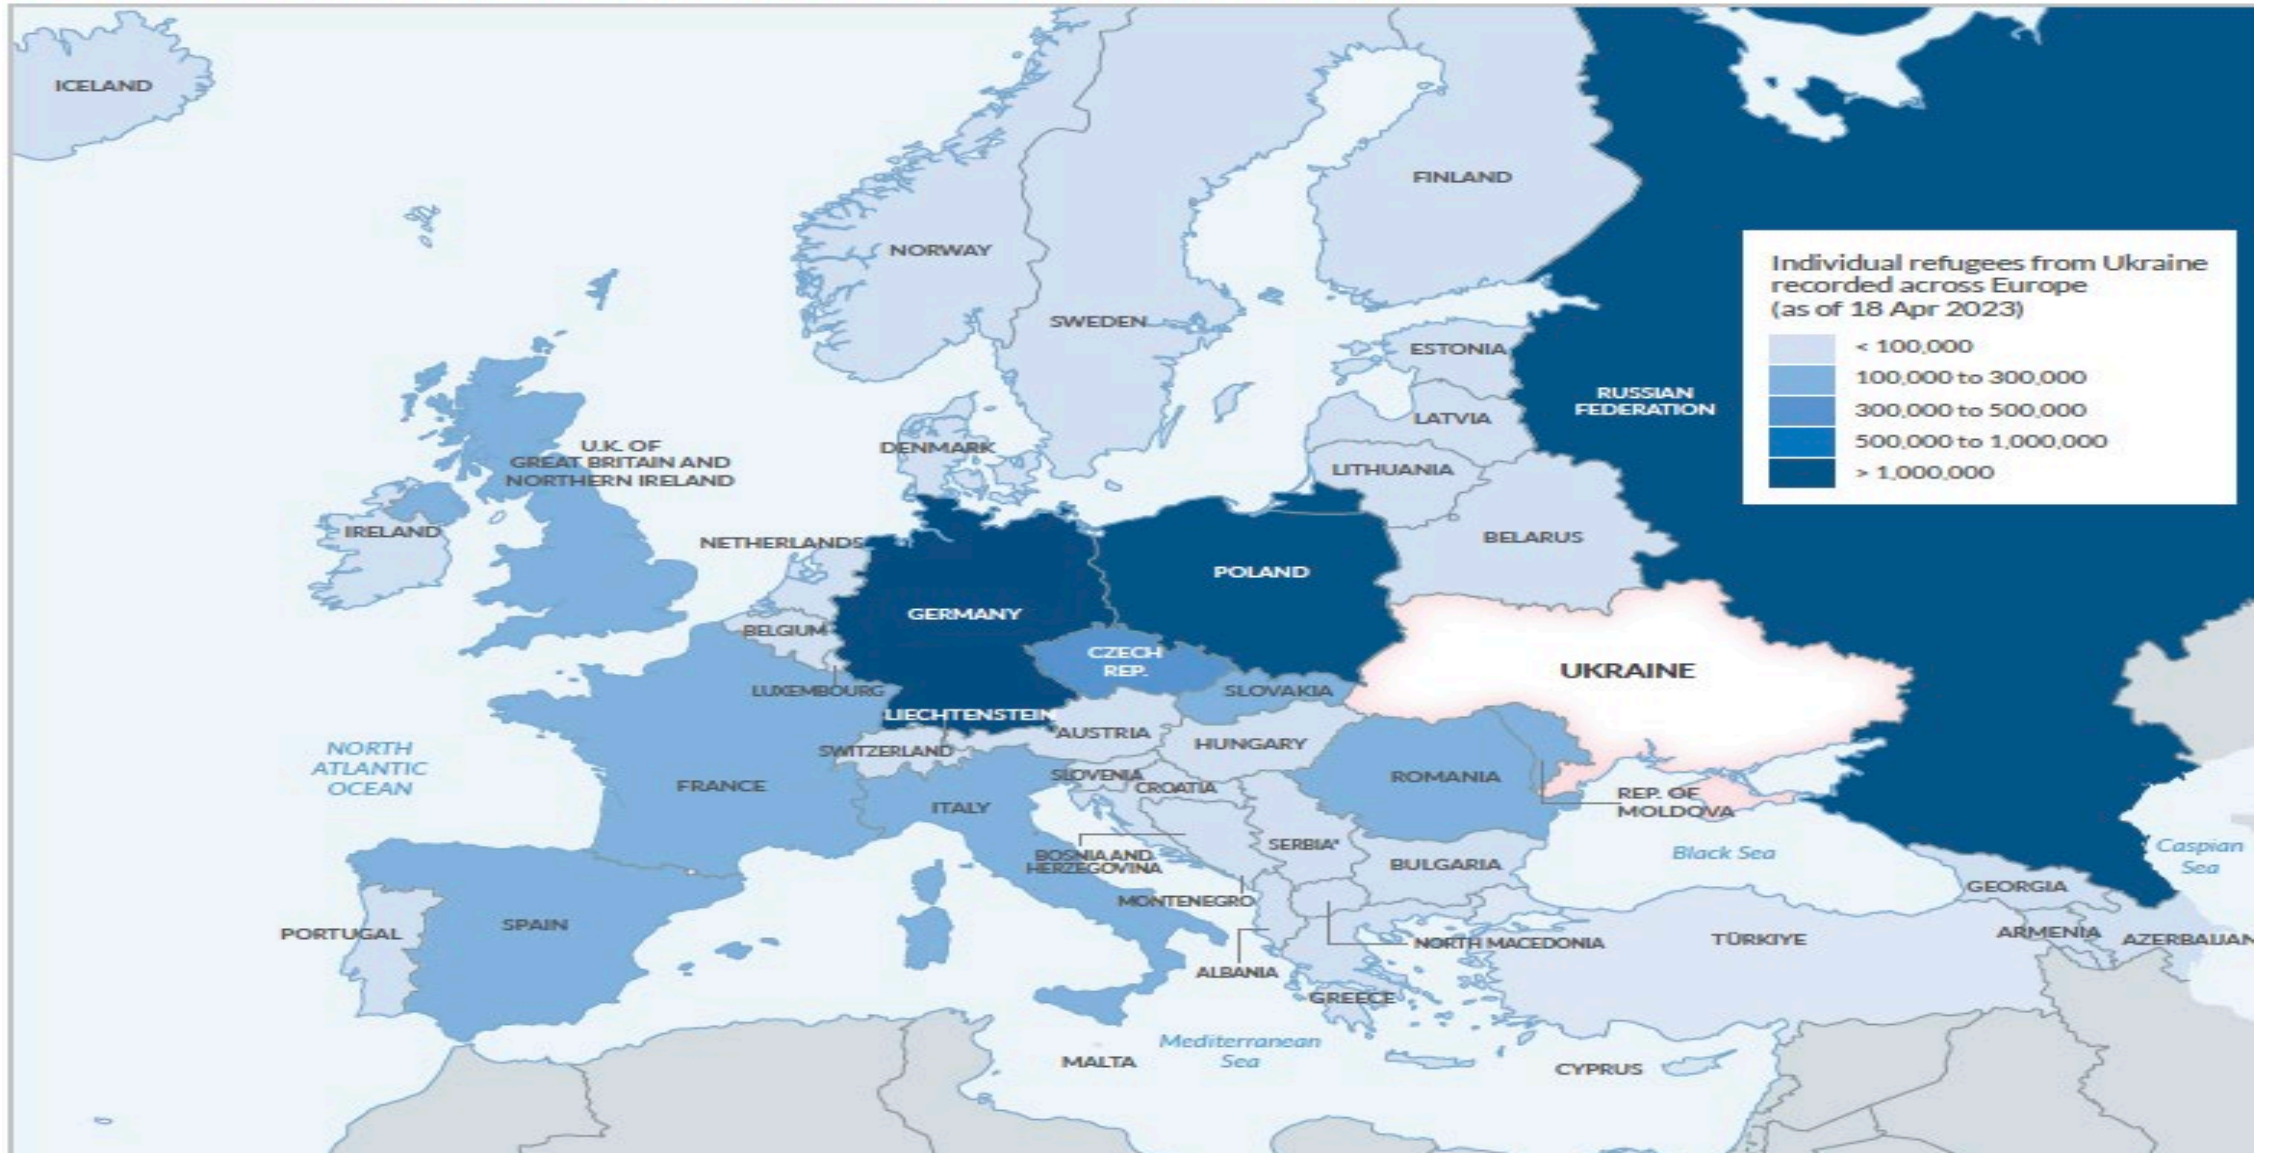 ICELAND
FINLAND
NORWAY
SWEDEN
Individual refugees from Ukraine
recorded across Europe
(as of 18 Apr 2023)
< 100,000
100,000 to 300,000
300,000 to 500,000
500,000 to 1,000,000
> 1,000,000
ESTONIA
RUSSIAN
FEDERATION
LATVIA
U.K. OF
GREAT BRITAIN AND
NORTHERN IRELAND
DENMARK
LITHUANIA
IRELAND
NETHERLANDS
BELARUS
POLAND
GERMANY
BELGIUM
CZECH
REP.
UKRAINE
LUXEMBOURG
SLOVAKIA
LIECHTENSTEIN
AUSTRIA
SWITZERLAND
HUNGARY
NORTH
ATLANTIC
OCEAN
FRANCE
SLOVENIA
CROATIA
ROMANIA
ITALY
REP. OF
MOLDOVA
BOSNIA AND
HERZEGOVINA
SERBIA*
BULGARIA
Black Sea
Caspian
Sea
GEORGIA
MONTENEGRO
PORTUGAL
SPAIN
NORTH MACEDONIA
TÜRKIYE
ARMENIA
AZERBAIJAN
ALBANIA
GREECE
Mediterranean
Sea
MALTA
CYPRUS